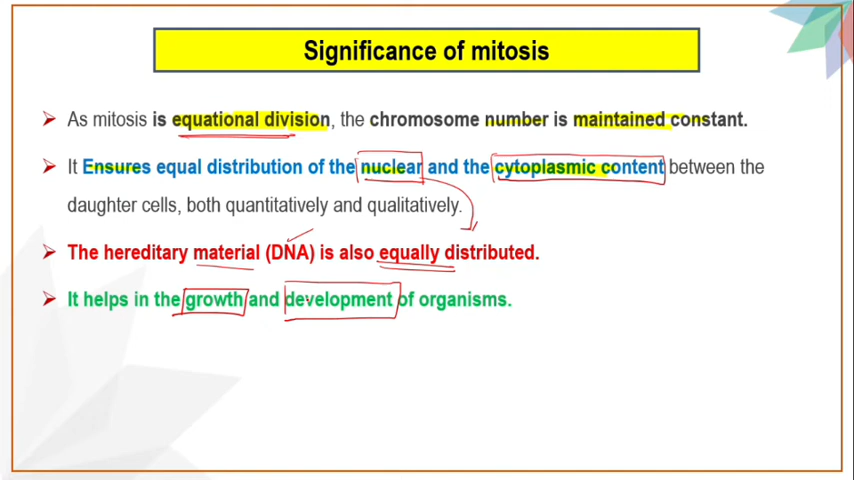 Significance of mitosis
➤ As mitosis is equational division, the chromosome number is maintained constant.
➤ It Ensures equal distribution of the nuclear and the cytoplasmic content between the
daughter cells, both quantitatively and qualitatively.
➤ The hereditary material (DNA) is also equally distributed.
➤ It helps in the growth and development of organisms.